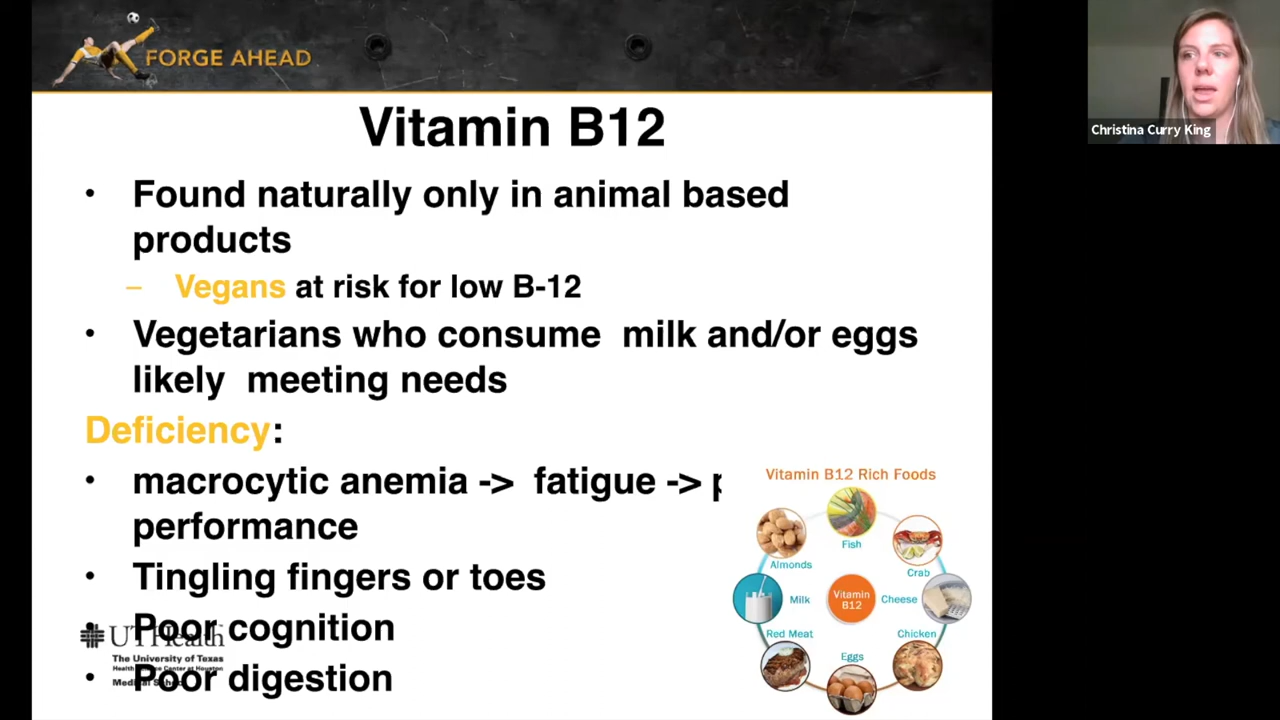 FORGE AHEAD
Christina Curry King
Vitamin B12
• Found naturally only in animal based
products
– Vegans at risk for low B-12
• Vegetarians who consume milk and/or eggs
likely meeting needs
Deficiency:
• macrocytic anemia -> fatigue -> p
performance
• Tingling fingers or toes
• Poor cognition
• Poor digestion
UTHealth
The University of Texas
Health Science Center at Houston
Medical School
Vitamin B12 Rich Foods
Fish
Almonds
Crab
Milk
Vitamin
B12
Cheese
Red Meat
Chicken
Eggs